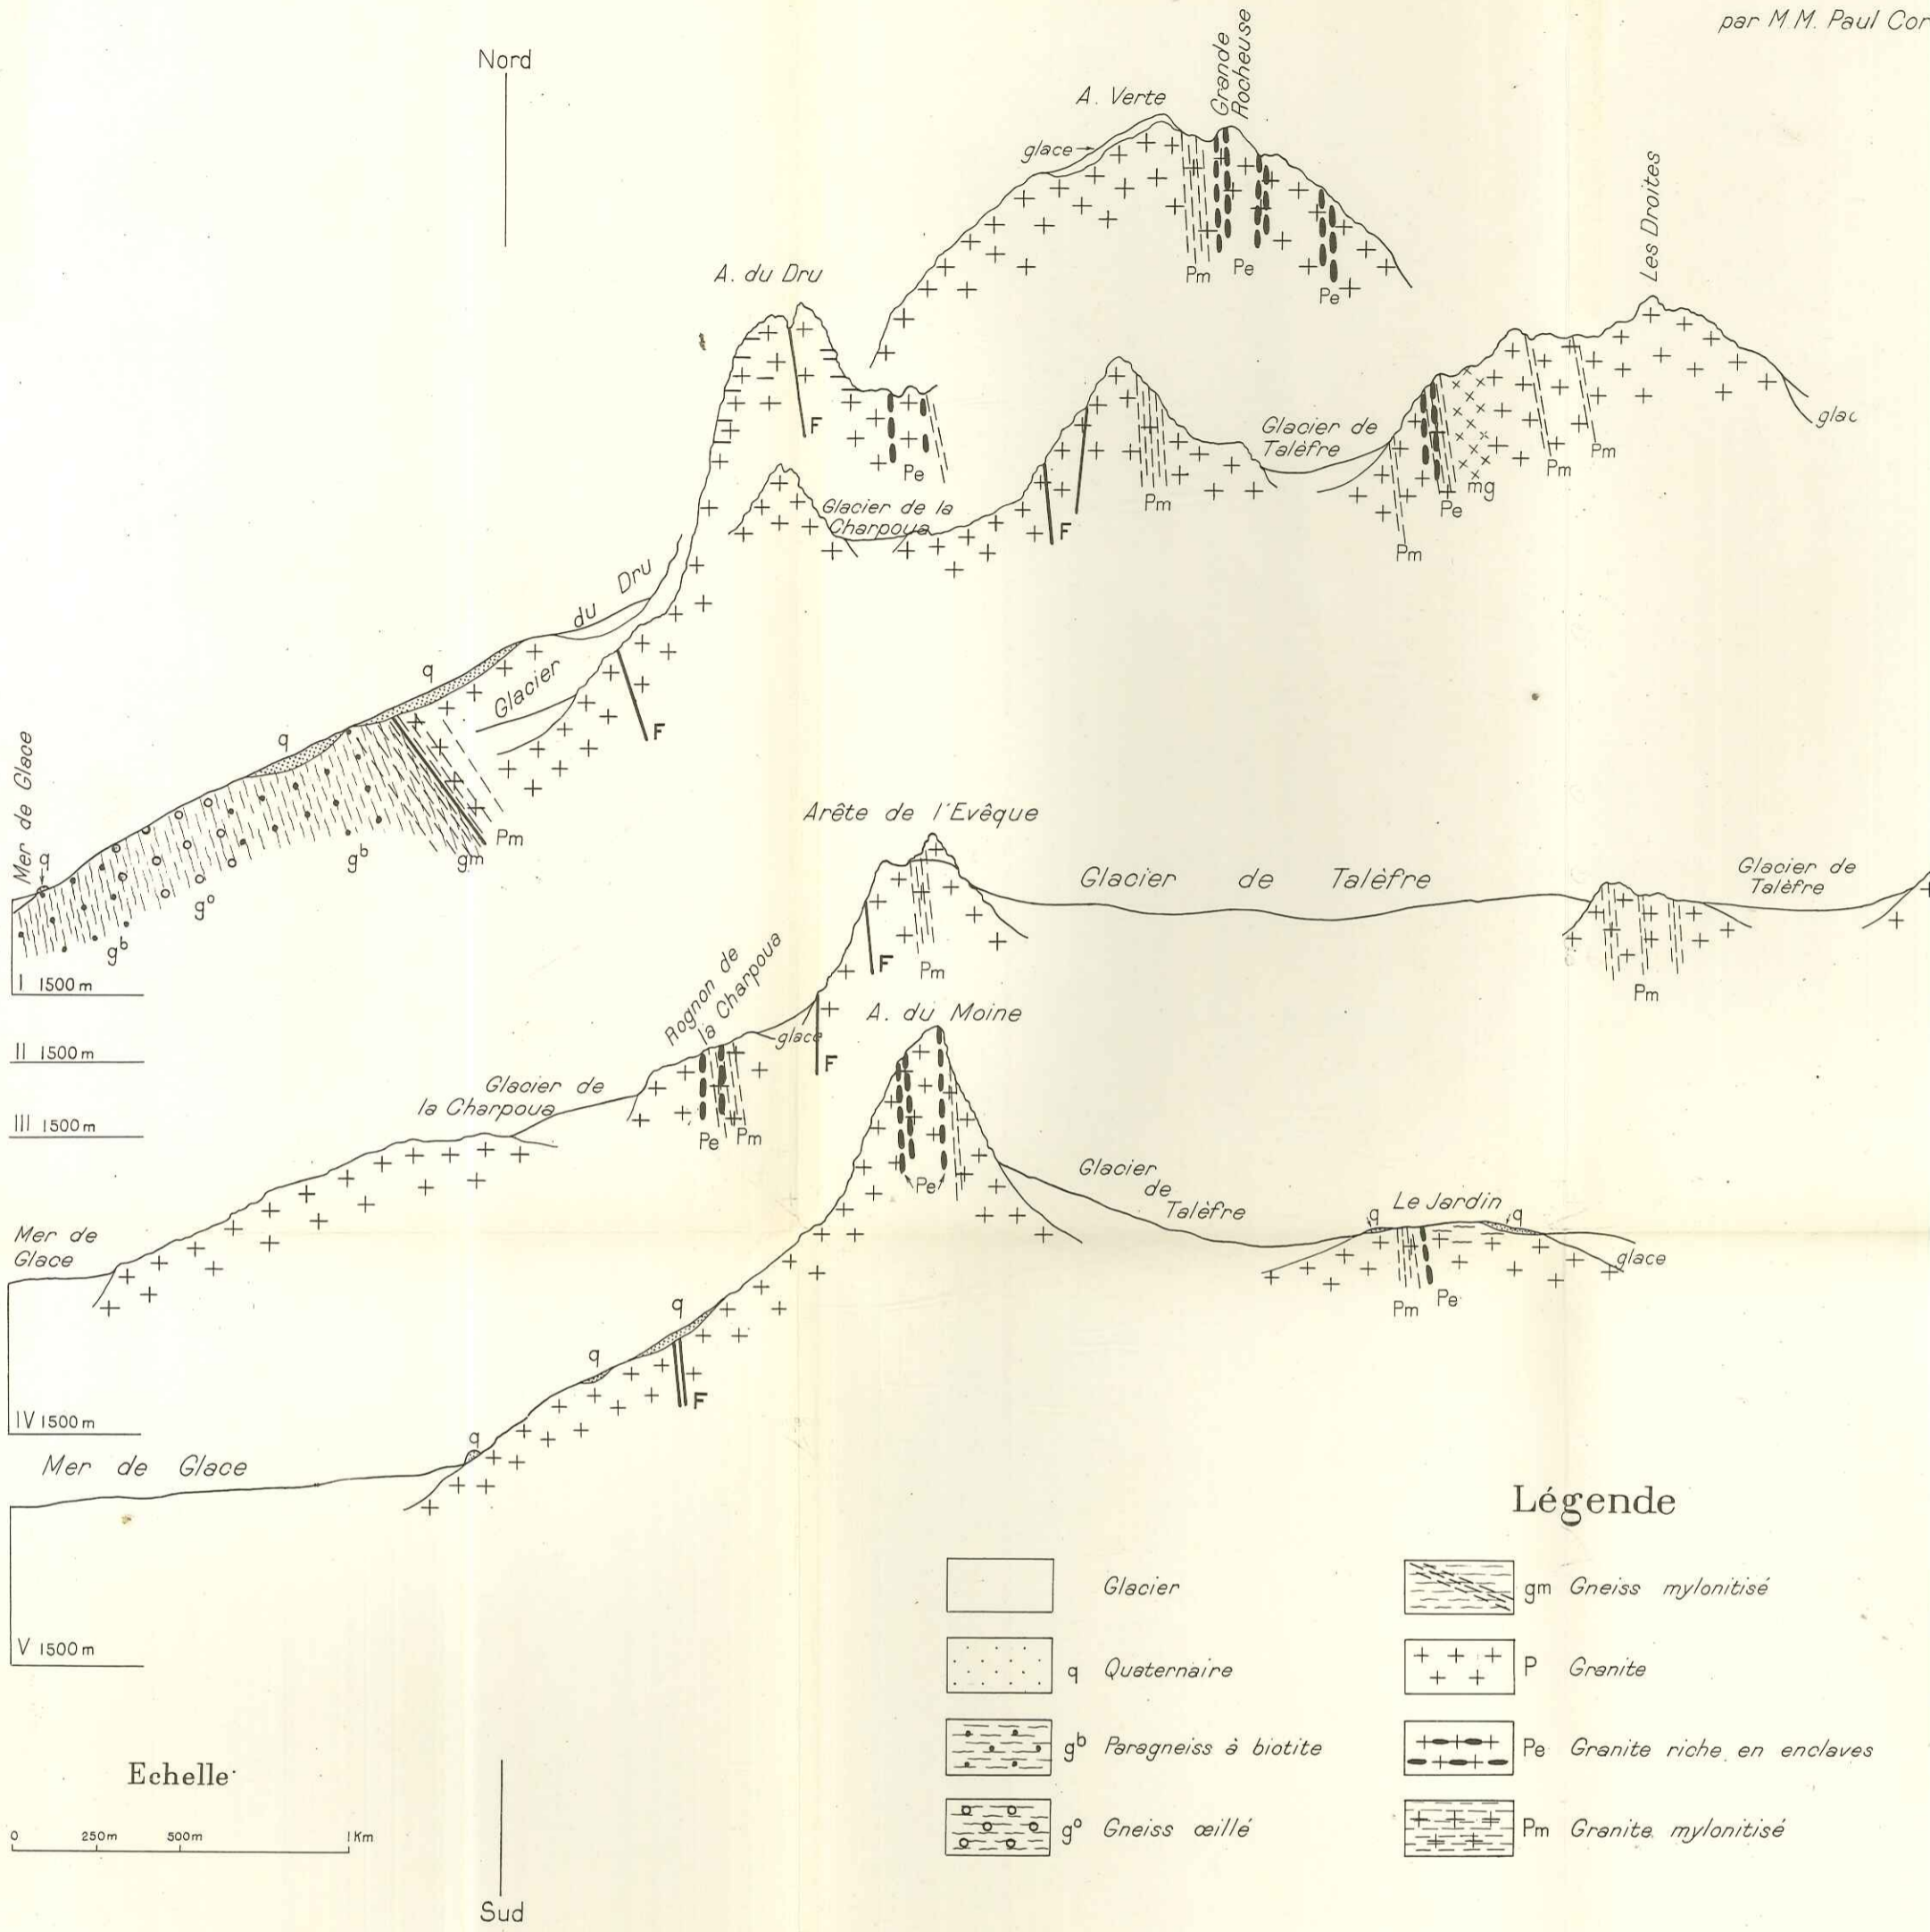 par M.M. Paul Cor
Nord
A. Verte
Grande
Rocheuse
glace
Pm
Pe
Pe
Les Droites
A. du Dru
F
Pe
Glacier de la
Charpoua
F
Pm
Glacier de
Talèfre
Pm
Pe
mg
Pm
Pm
glac
Glacier du Dru
q
q
F
Mer de Glace
q
gᵇ
gᵒ
gᵇ
gm
Pm
I 1500 m
II 1500 m
III 1500 m
Arête de l'Evêque
F
Pm
Glacier de Talèfre
Pm
Glacier de
Talèfre
Rognon de
la Charpoua
glace
F
Pe
Pm
Glacier de
la Charpoua
Mer de
Glace
IV 1500 m
A. du Moine
Pe
Glacier
de
Talèfre
Le Jardin
q
q
glace
Pm
Pe
q
q
F
q
Mer de Glace
V 1500 m
Légende
Glacier
q Quaternaire
gᵇ Paragneiss à biotite
gᵒ Gneiss œillé
gm Gneiss mylonitisé
P Granite
Pe Granite riche en enclaves
Pm Granite mylonitisé
Echelle
0 250m 500m 1 Km
Sud